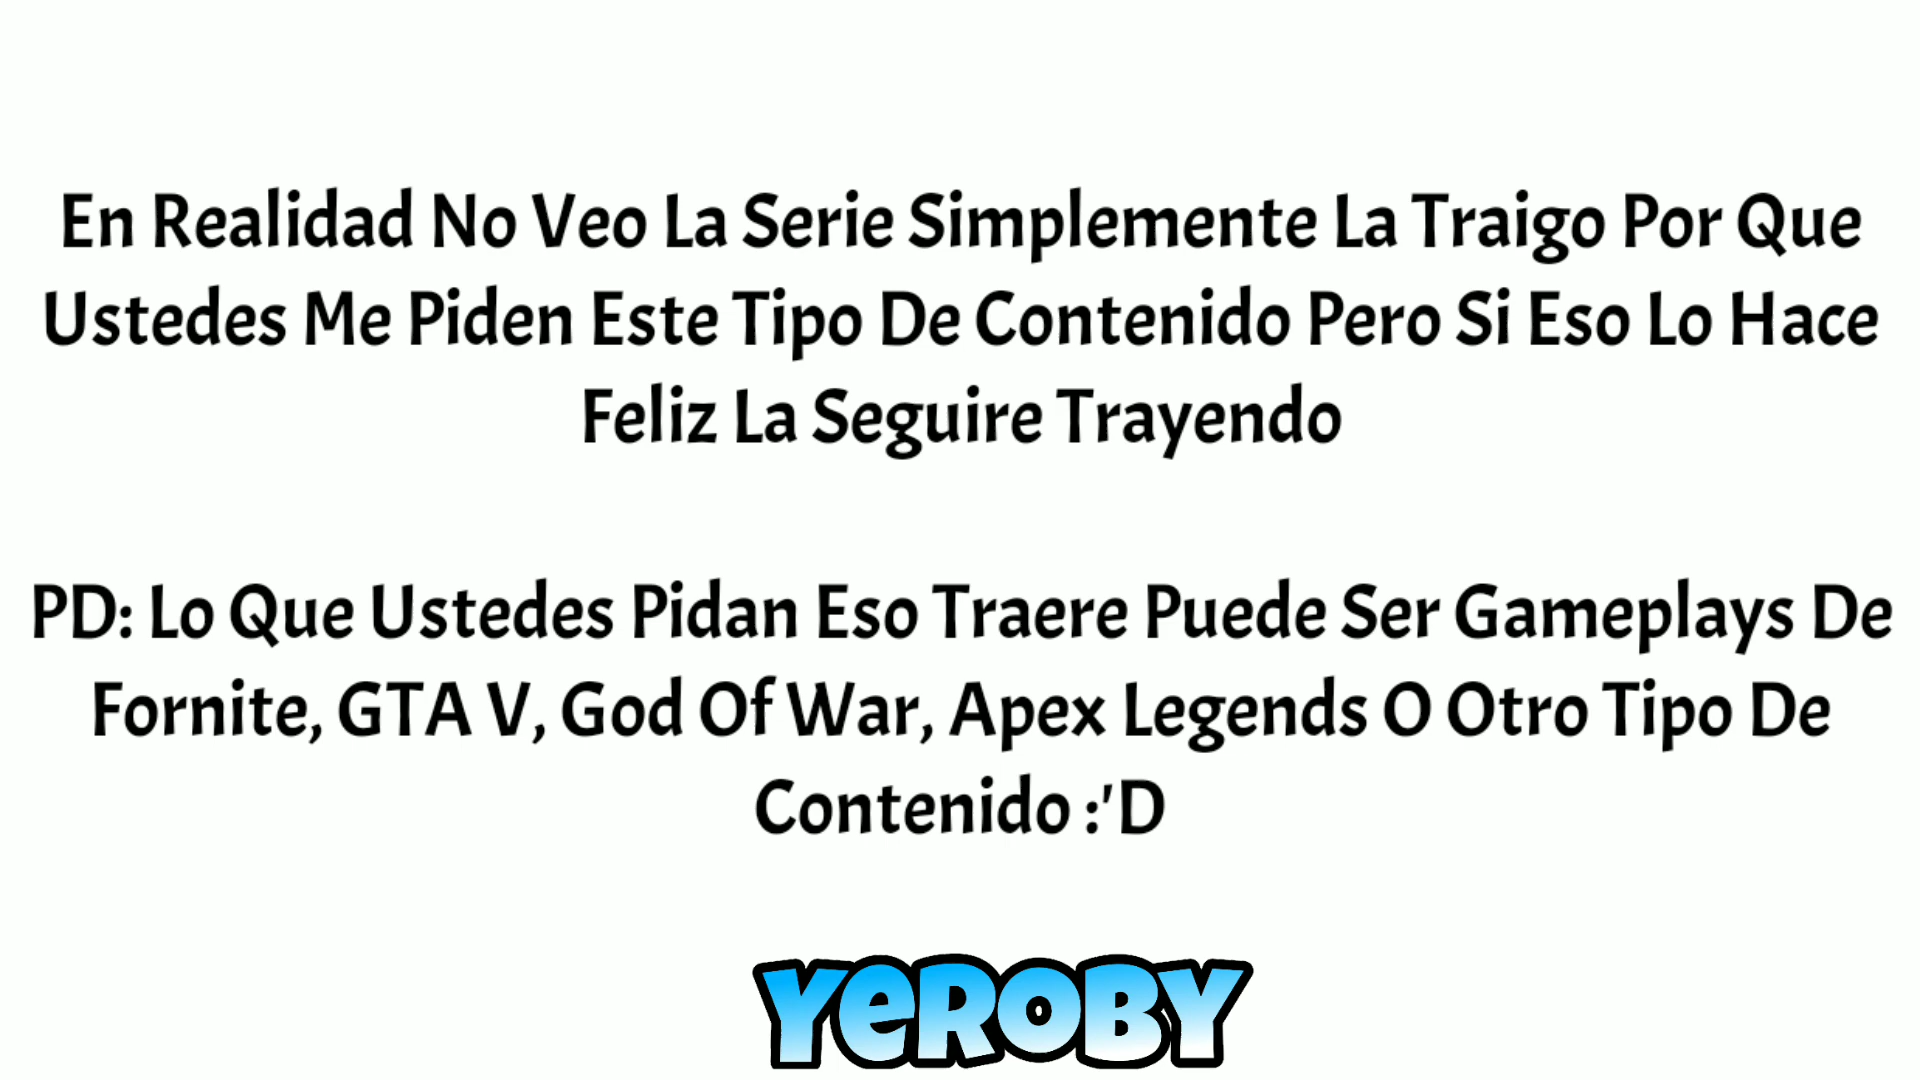 En Realidad No Veo La Serie Simplemente La Traigo Por Que
Ustedes Me Piden Este Tipo De Contenido Pero Si Eso Lo Hace
Feliz La Seguire Trayendo
PD: Lo Que Ustedes Pidan Eso Traere Puede Ser Gameplays De
Fornite, GTA V, God Of War, Apex Legends O Otro Tipo De
Contenido :'D
YeROBY